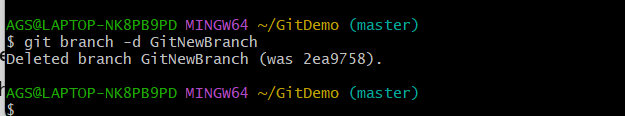 AGS@LAPTOP-NK8PB9PD MINGW64 ~/GitDemo (master)
$ git branch -d GitNewBranch
Deleted branch GitNewBranch (was 2ea9758).
AGS@LAPTOP-NK8PB9PD MINGW64 ~/GitDemo (master)
$